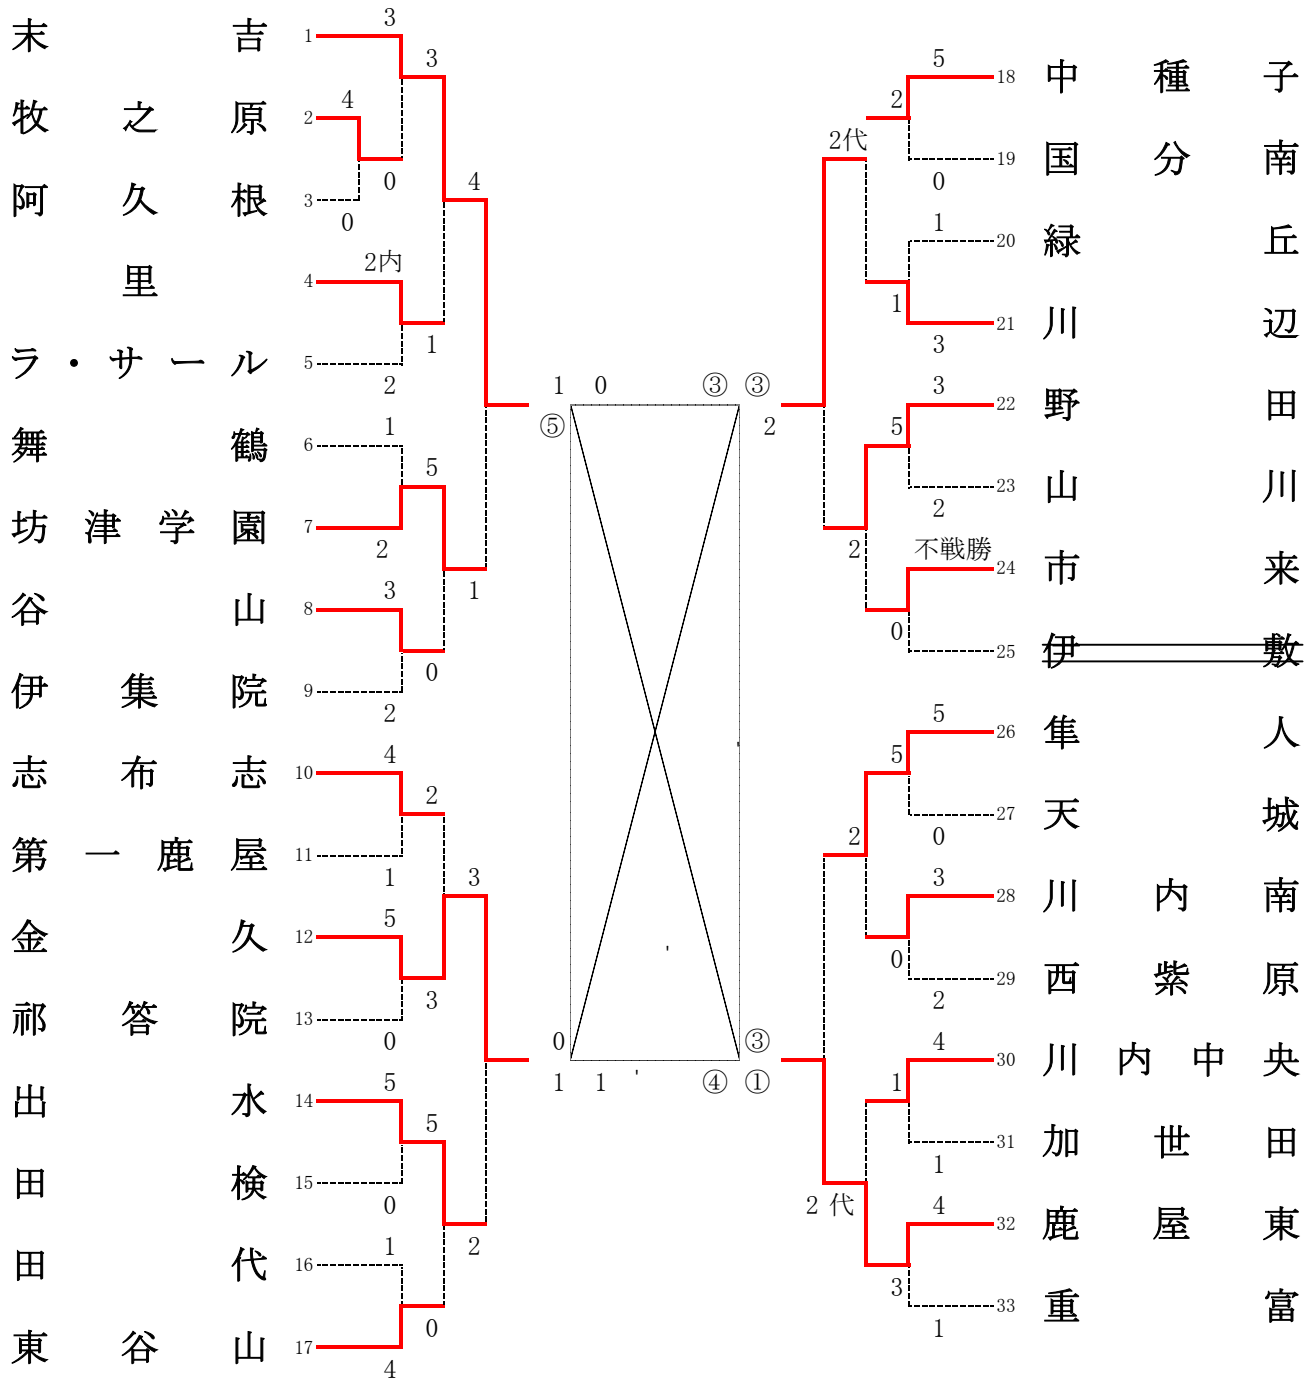 末吉 1 3
3
牧之原 2 4
0
阿久根 3 0
4
里 4 2内
1
ラ・サール 5 2
舞鶴 6 1
5
坊津学園 7 2
1
谷山 8 3
0
伊集院 9 2
志布志 10 4
2
第一鹿屋 11 1
3
金久 12 5
3
祁答院 13 0
出水 14 5
5
田検 15 0
2
田代 16 1
0
東谷山 17 4
1 0 ③ ③
⑤ 2
0 ③
1 1 ④ ①
5 18 中種子
2
2代
0 19 国分南
1 20 緑丘
1
3 21 川辺
3 22 野田
5
2 23 山川
2
不戦勝 24 市来
0
25 伊敷
5 26 隼人
5
0 27 天城
2
3 28 川内南
0
2 29 西紫原
4 30 川内中央
1
1 31 加世田
2 代
4 32 鹿屋東
3
1 33 重富